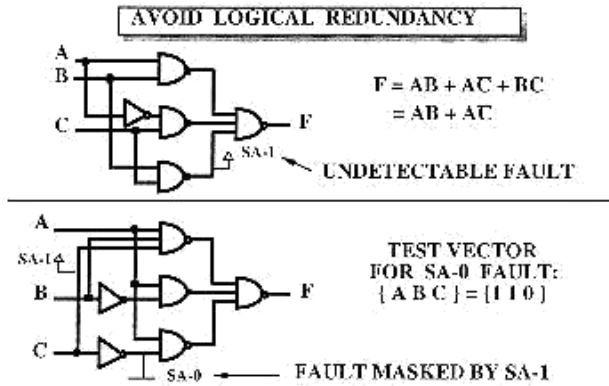 AVOID LOGICAL REDUNDANCY
A
B
C
F
SA-1
F = AB + AC + BC
= AB + AC
UNDETECTABLE FAULT
A
SA-1
B
C
F
SA-0
TEST VECTOR
FOR SA-0 FAULT:
{ A B C } = {1 1 0 }
FAULT MASKED BY SA-1